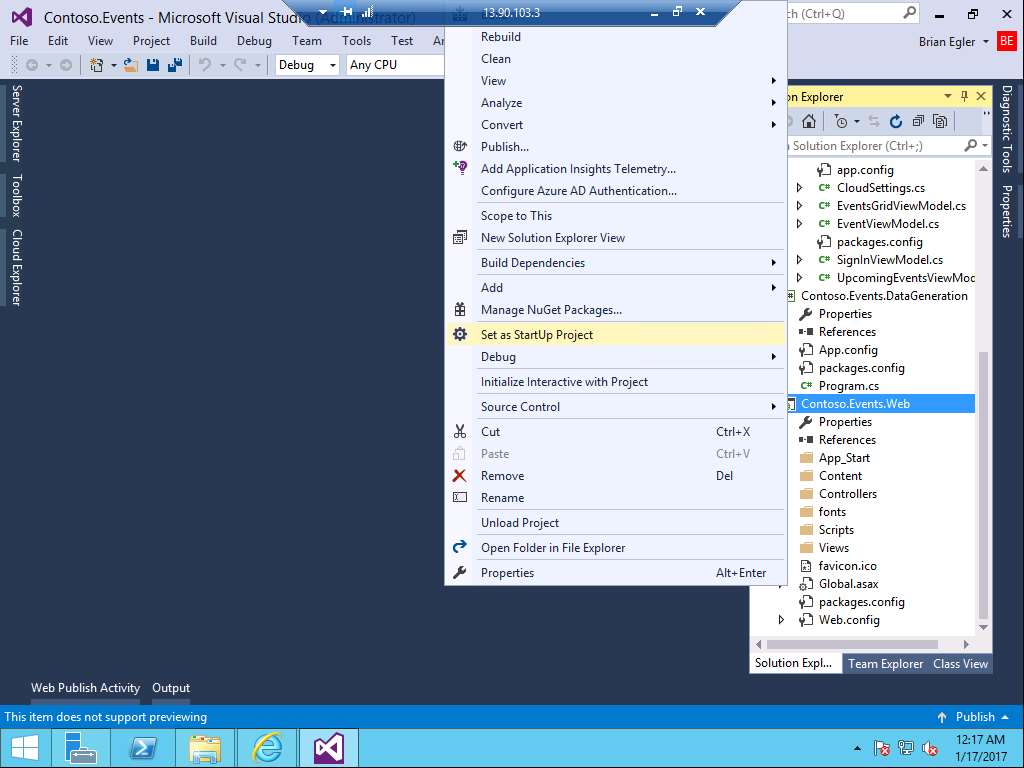 Contoso.Events - Microsoft Visual Studio (Administrator)
13.90.103.3
ch (Ctrl+Q)
File Edit View Project Build Debug Team Tools Test
Brian Egler BE
Debug Any CPU
Server Explorer
Toolbox
Cloud Explorer
Rebuild
Clean
View
Analyze
Convert
Publish...
Add Application Insights Telemetry...
Configure Azure AD Authentication...
Scope to This
New Solution Explorer View
Build Dependencies
Add
Manage NuGet Packages...
Set as StartUp Project
Debug
Initialize Interactive with Project
Source Control
Cut Ctrl+X
Paste Ctrl+V
Remove Del
Rename
Unload Project
Open Folder in File Explorer
Properties Alt+Enter
on Explorer
Solution Explorer (Ctrl+;)
app.config
C# CloudSettings.cs
C# EventsGridViewModel.cs
C# EventViewModel.cs
packages.config
C# SignInViewModel.cs
C# UpcomingEventsViewMod
Contoso.Events.DataGeneration
Properties
References
App.config
packages.config
C# Program.cs
Contoso.Events.Web
Properties
References
App_Start
Content
Controllers
fonts
Scripts
Views
favicon.ico
Global.asax
packages.config
Web.config
Solution Expl... Team Explorer Class View
Diagnostic Tools
Properties
Web Publish Activity Output
This item does not support previewing
Publish
12:17 AM
1/17/2017